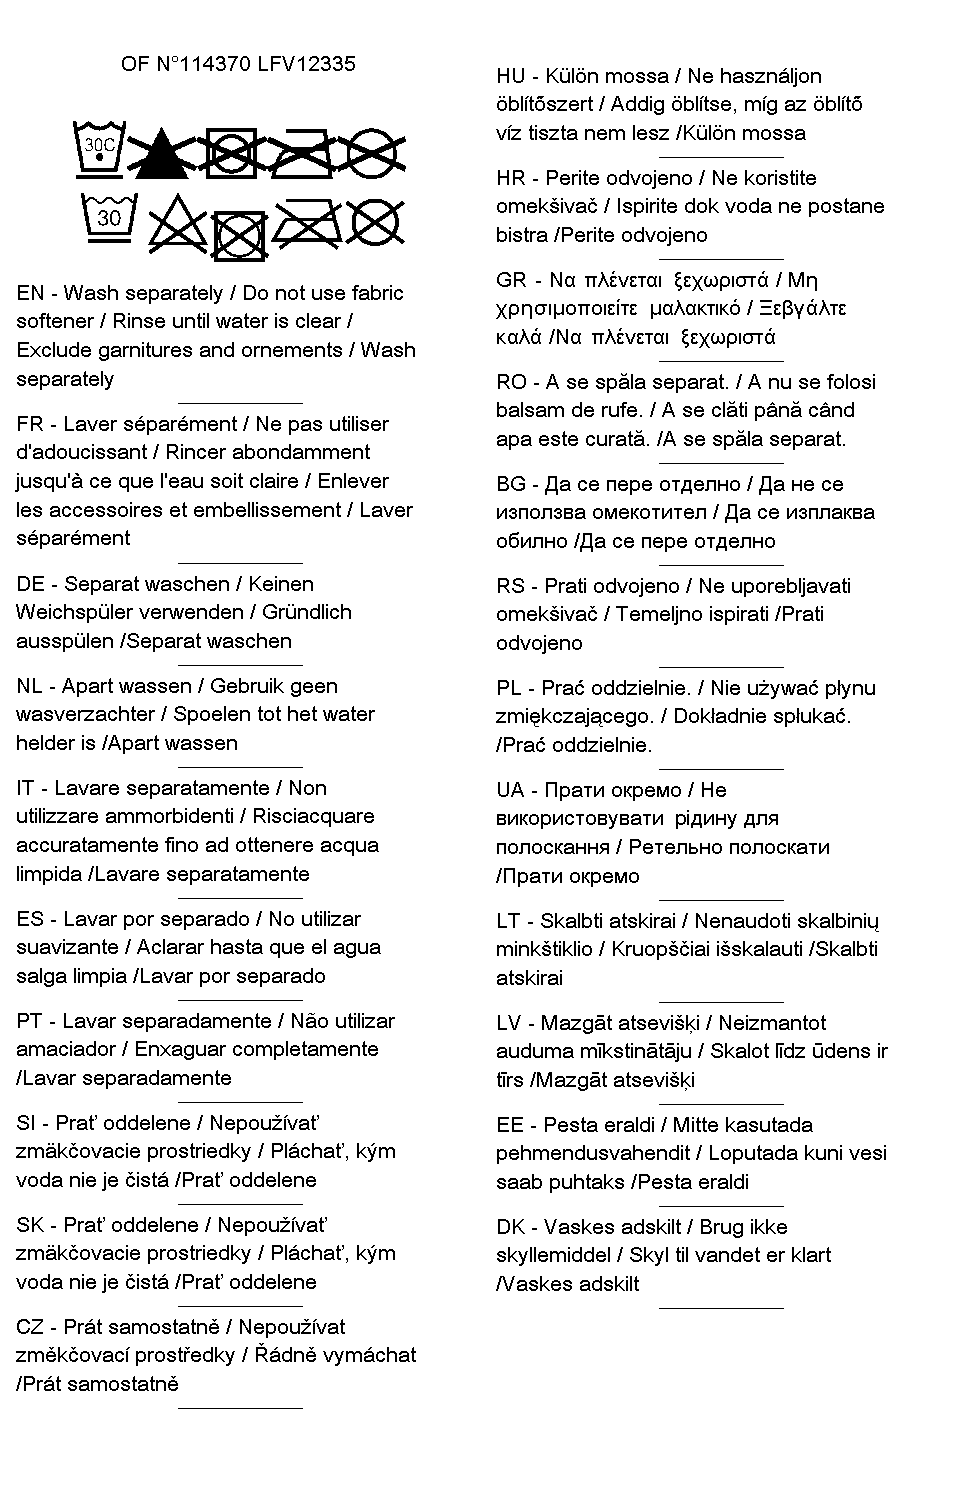 OF N°114370 LFV12335
30C
30
EN - Wash separately / Do not use fabric
softener / Rinse until water is clear /
Exclude garnitures and ornements / Wash
separately
FR - Laver séparément / Ne pas utiliser
d'adoucissant / Rincer abondamment
jusqu'à ce que l'eau soit claire / Enlever
les accessoires et embellissement / Laver
séparément
DE - Separat waschen / Keinen
Weichspüler verwenden / Gründlich
ausspülen /Separat waschen
NL - Apart wassen / Gebruik geen
wasverzachter / Spoelen tot het water
helder is /Apart wassen
IT - Lavare separatamente / Non
utilizzare ammorbidenti / Risciacquare
accuratamente fino ad ottenere acqua
limpida /Lavare separatamente
ES - Lavar por separado / No utilizar
suavizante / Aclarar hasta que el agua
salga limpia /Lavar por separado
PT - Lavar separadamente / Não utilizar
amaciador / Enxaguar completamente
/Lavar separadamente
SI - Prať oddelene / Nepoužívať
zmäkčovacie prostriedky / Pláchať, kým
voda nie je čistá /Prať oddelene
SK - Prať oddelene / Nepoužívať
zmäkčovacie prostriedky / Pláchať, kým
voda nie je čistá /Prať oddelene
CZ - Prát samostatně / Nepoužívat
změkčovací prostředky / Řádně vymáchat
/Prát samostatně
HU - Külön mossa / Ne használjon
öblítőszert / Addig öblítse, míg az öblítő
víz tiszta nem lesz /Külön mossa
HR - Perite odvojeno / Ne koristite
omekšivač / Ispirite dok voda ne postane
bistra /Perite odvojeno
GR - Να πλένεται ξεχωριστά / Μη
χρησιμοποιείτε μαλακτικό / Ξεβγάλτε
καλά /Να πλένεται ξεχωριστά
RO - A se spăla separat. / A nu se folosi
balsam de rufe. / A se clăti până când
apa este curată. /A se spăla separat.
BG - Да се пере отделно / Да не се
използва омекотител / Да се изплаква
обилно /Да се пере отделно
RS - Prati odvojeno / Ne uporebljavati
omekšivač / Temeljno ispirati /Prati
odvojeno
PL - Prać oddzielnie. / Nie używać płynu
zmiękczającego. / Dokładnie spłukać.
/Prać oddzielnie.
UA - Прати окремо / Не
використовувати рідину для
полоскання / Ретельно полоскати
/Прати окремо
LT - Skalbti atskirai / Nenaudoti skalbinių
minkštiklio / Kruopščiai išskalauti /Skalbti
atskirai
LV - Mazgāt atsevišķi / Neizmantot
auduma mīkstinātāju / Skalot līdz ūdens ir
tīrs /Mazgāt atsevišķi
EE - Pesta eraldi / Mitte kasutada
pehmendusvahendit / Loputada kuni vesi
saab puhtaks /Pesta eraldi
DK - Vaskes adskilt / Brug ikke
skyllemiddel / Skyl til vandet er klart
/Vaskes adskilt